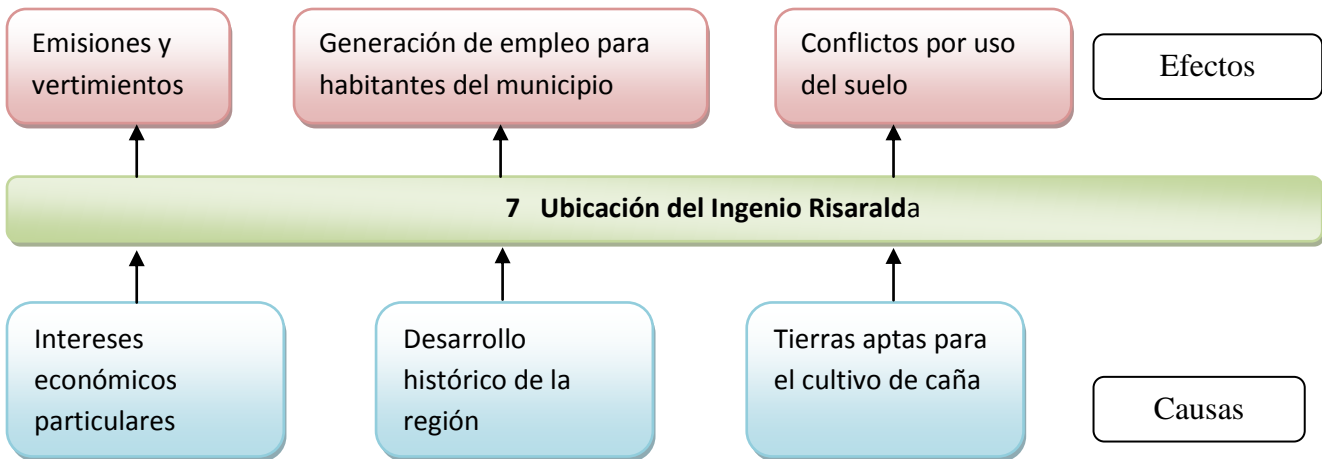 Emisiones y
vertimientos
Generación de empleo para
habitantes del municipio
Conflictos por uso
del suelo
Efectos
7 Ubicación del Ingenio Risaralda
Intereses
económicos
particulares
Desarrollo
histórico de la
región
Tierras aptas para
el cultivo de caña
Causas